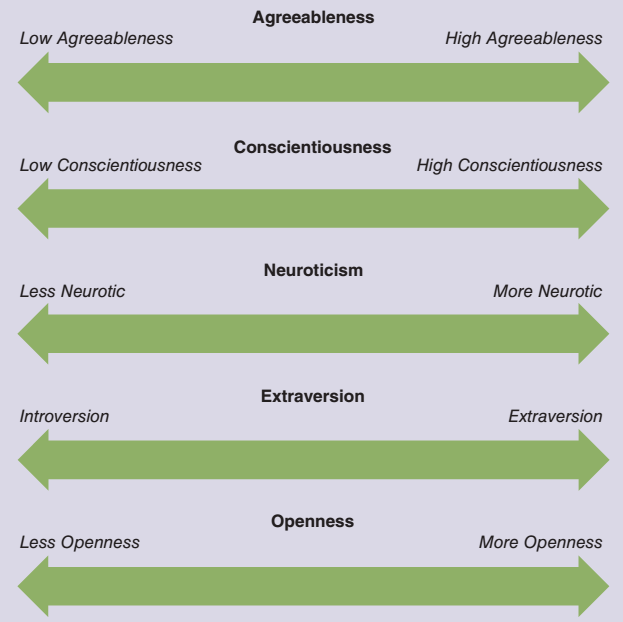 Agreeableness
Low Agreeableness High Agreeableness
Conscientiousness
Low Conscientiousness High Conscientiousness
Neuroticism
Less Neurotic More Neurotic
Extraversion
Introversion Extraversion
Openness
Less Openness More Openness